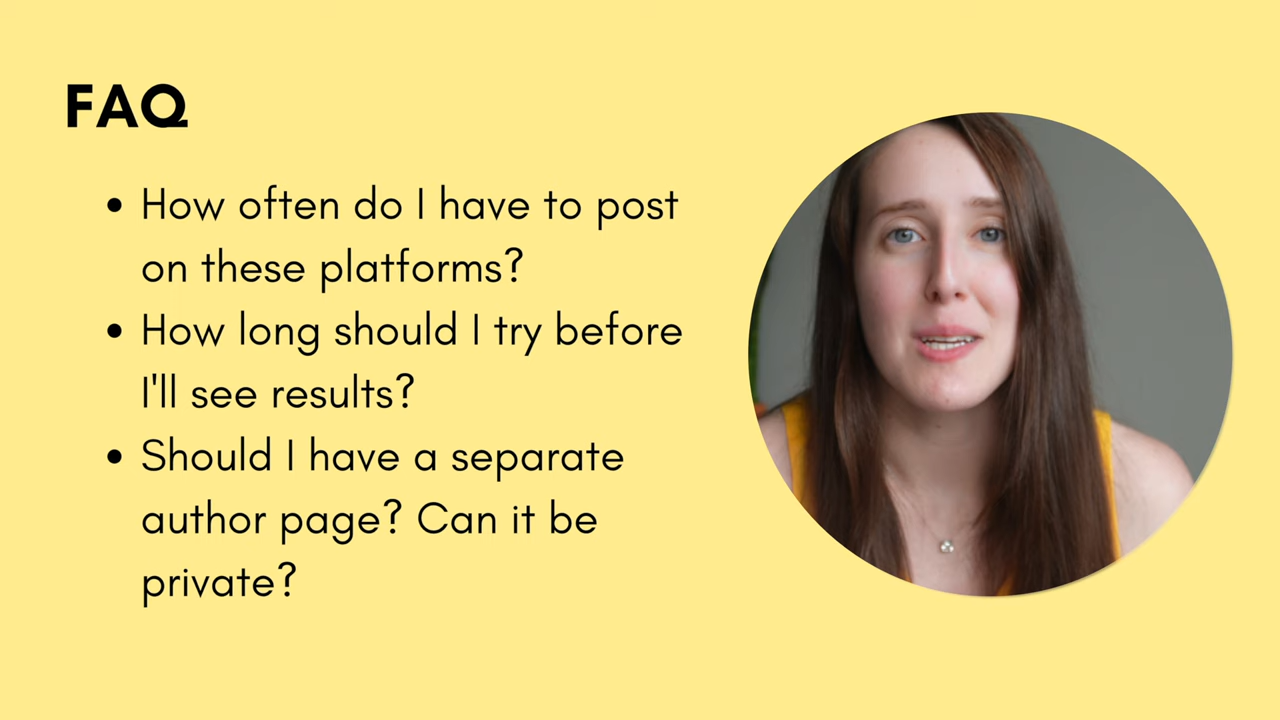 FAQ
• How often do I have to post
on these platforms?
• How long should I try before
I'll see results?
• Should I have a separate
author page? Can it be
private?